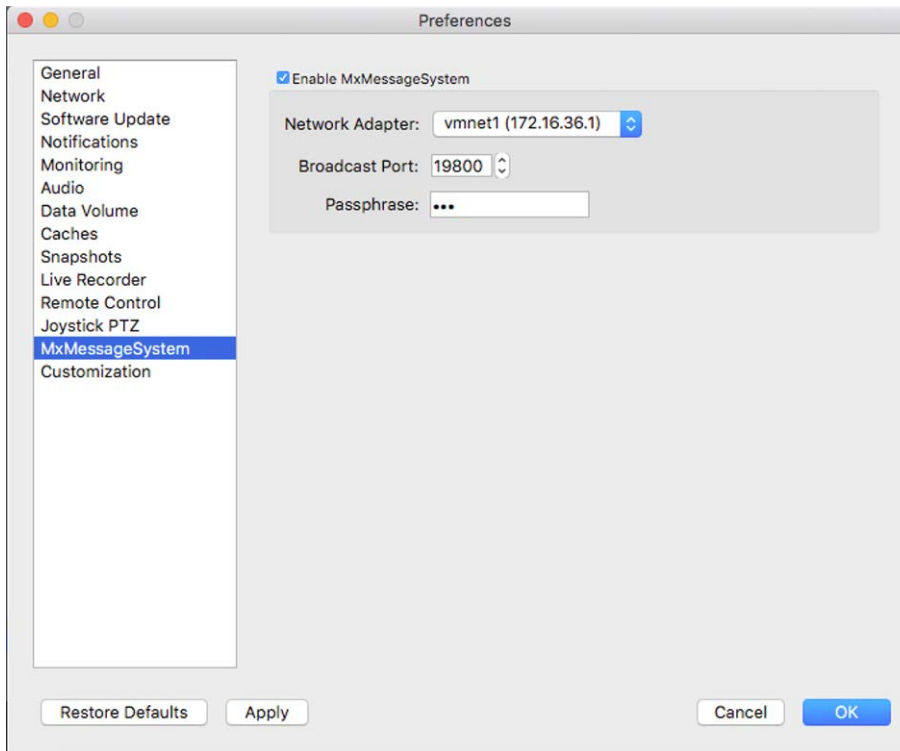 Preferences
General
Network
Software Update
Notifications
Monitoring
Audio
Data Volume
Caches
Snapshots
Live Recorder
Remote Control
Joystick PTZ
MxMessageSystem
Customization
Enable MxMessageSystem
Network Adapter: vmnet1 (172.16.36.1)
Broadcast Port: 19800
Passphrase: •••
Restore Defaults Apply Cancel OK